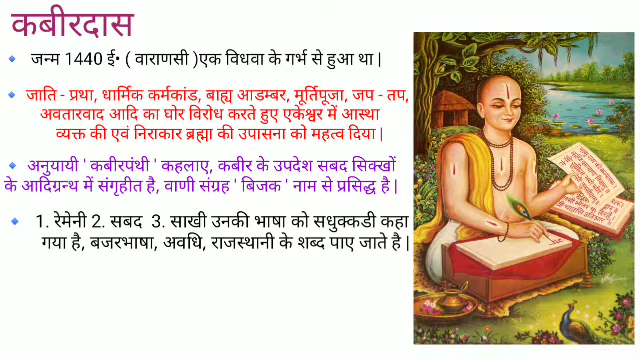 कबीरदास
जन्म 1440 ई• ( वाराणसी )एक विधवा के गर्भ से हुआ था |
जाति - प्रथा, धार्मिक कर्मकांड, बाह्य आडम्बर, मूर्तिपूजा, जप - तप,
अवतारवाद आदि का घोर विरोध करते हुए एकेश्वर में आस्था
व्यक्त की एवं निराकार ब्रह्मा की उपासना को महत्व दिया |
अनुयायी ' कबीरपंथी ' कहलाए, कबीर के उपदेश सबद सिक्खों
के आदिग्रन्थ में संगृहीत है, वाणी संग्रह ' बिजक ' नाम से प्रसिद्ध है |
1. रेमेनी 2. सबद 3. साखी उनकी भाषा को सधुक्कडी कहा
गया है, बजरभाषा, अवधि, राजस्थानी के शब्द पाए जाते है |